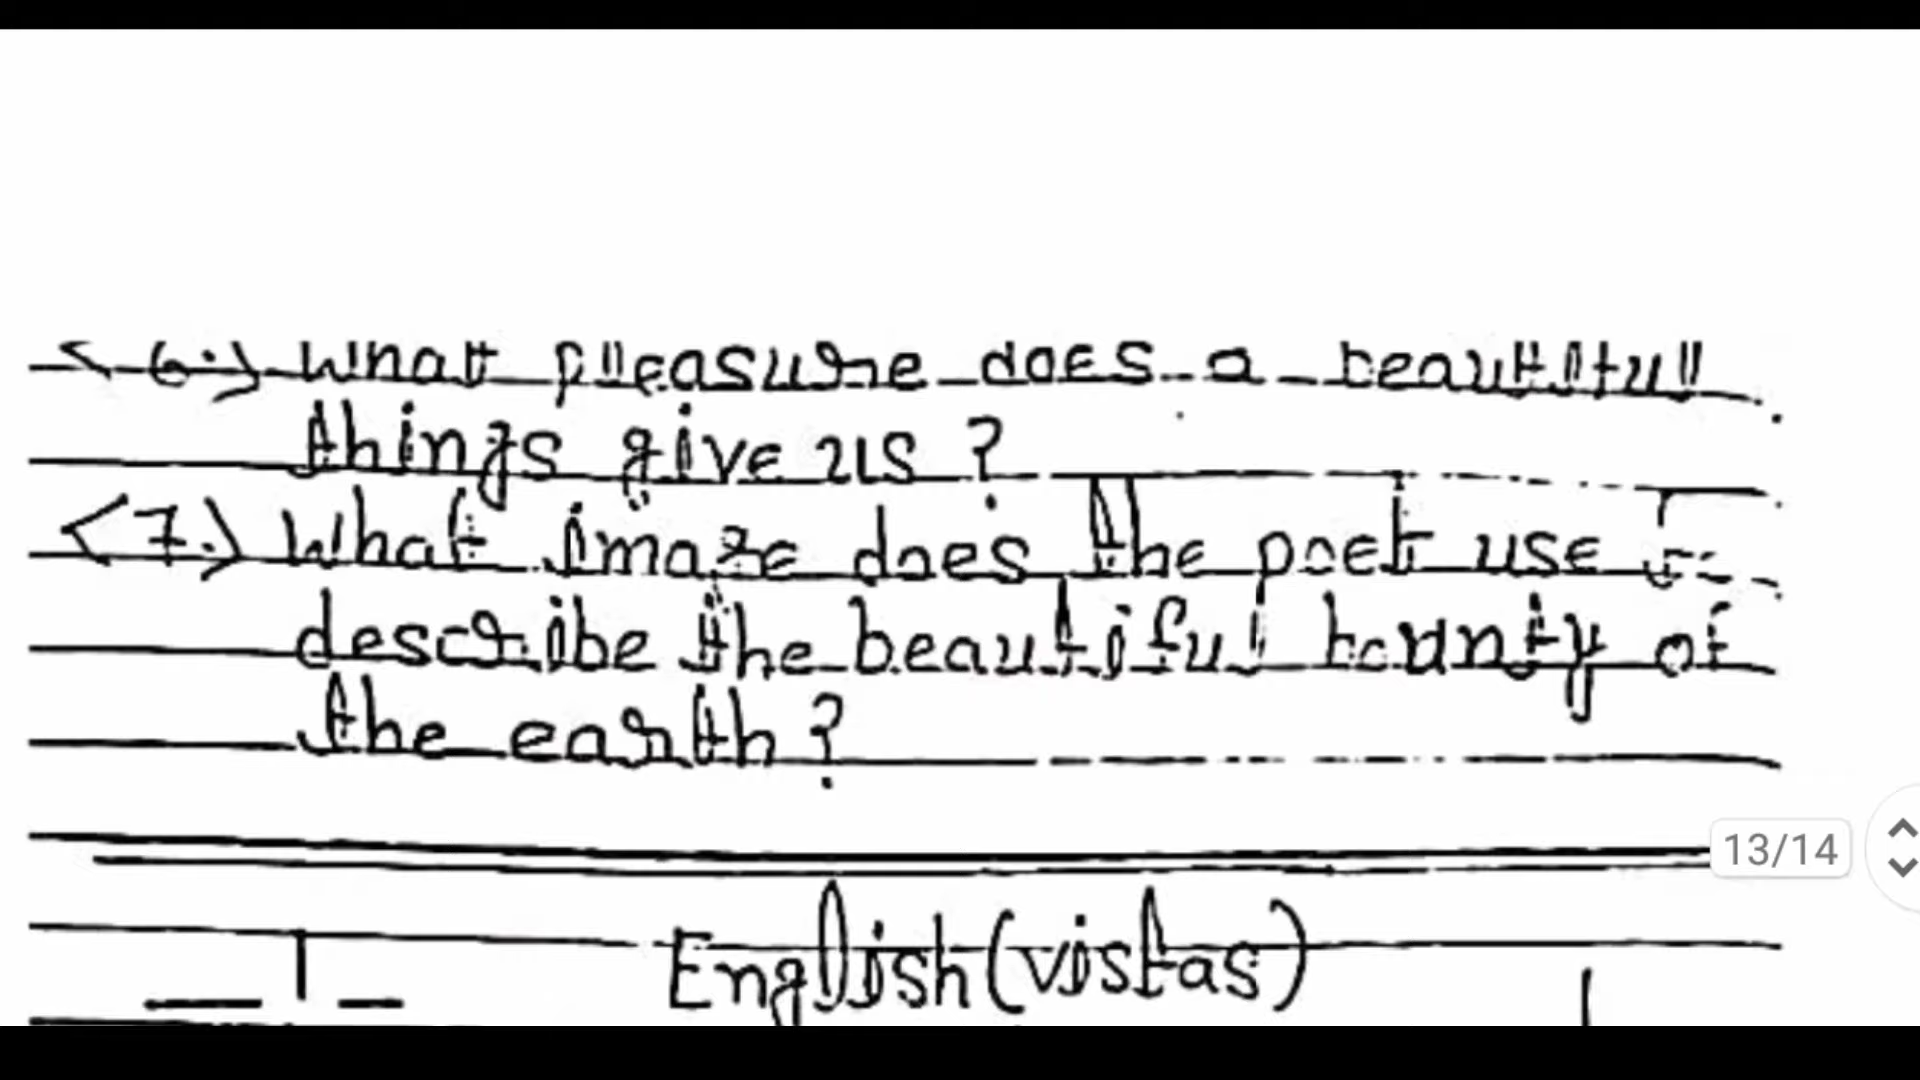 <6.) What pleasure does a beautiful
things give us ?
<7.) What image does the poet use
describe the beautiful bounty of
the earth ?
13/14
English (vistas)